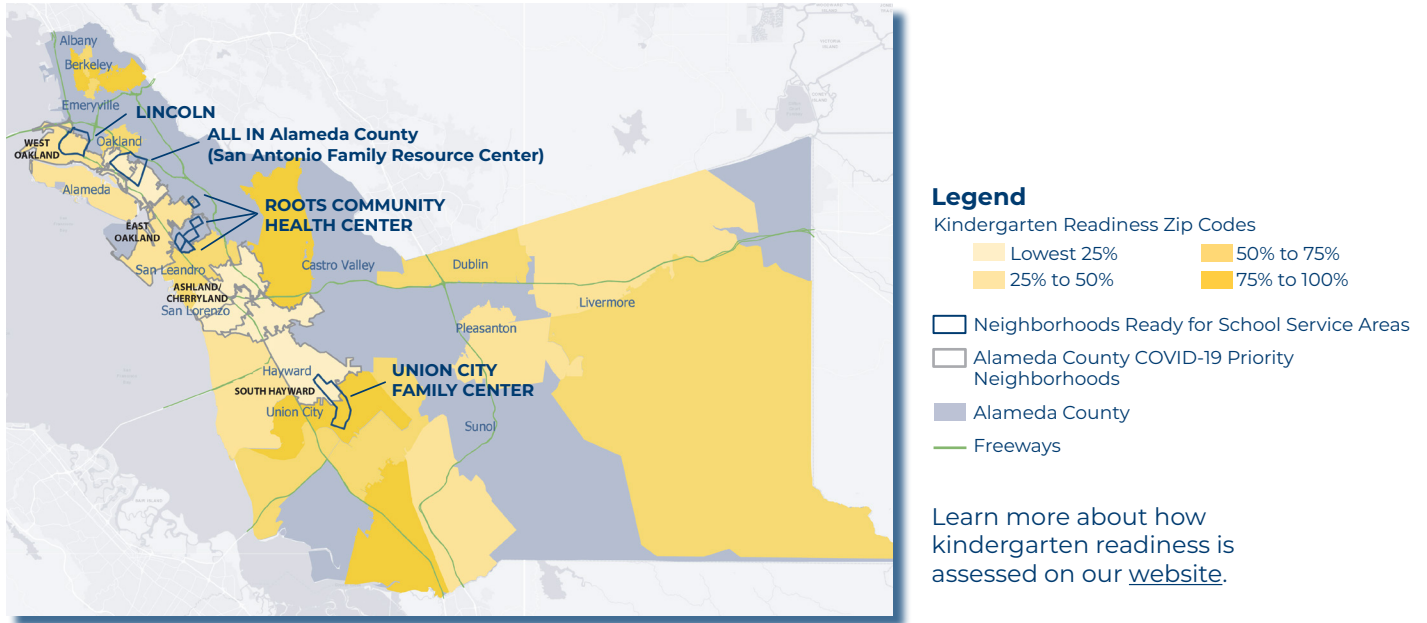 Albany
Berkeley
Emeryville
LINCOLN
ALL IN Alameda County
(San Antonio Family Resource Center)
WEST
OAKLAND
Oakland
Alameda
ROOTS COMMUNITY
HEALTH CENTER
EAST
OAKLAND
San Leandro
Castro Valley
Dublin
ASHLAND/
CHERRYLAND
San Lorenzo
Livermore
Pleasanton
Hayward
UNION CITY
FAMILY CENTER
SOUTH HAYWARD
Union City
Sunol
Legend
Kindergarten Readiness Zip Codes
Lowest 25%
50% to 75%
25% to 50%
75% to 100%
Neighborhoods Ready for School Service Areas
Alameda County COVID-19 Priority
Neighborhoods
Alameda County
Freeways
Learn more about how
kindergarten readiness is
assessed on our website.